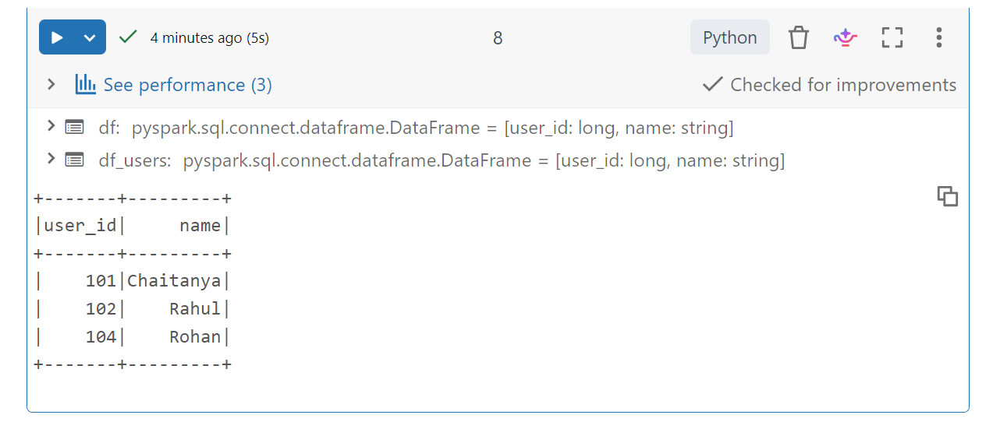 4 minutes ago (5s)
8
Python
See performance (3)
Checked for improvements
df: pyspark.sql.connect.dataframe.DataFrame = [user_id: long, name: string]
df_users: pyspark.sql.connect.dataframe.DataFrame = [user_id: long, name: string]
+-------+---------+
|user_id|     name|
+-------+---------+
|    101|Chaitanya|
|    102|    Rahul|
|    104|    Rohan|
+-------+---------+